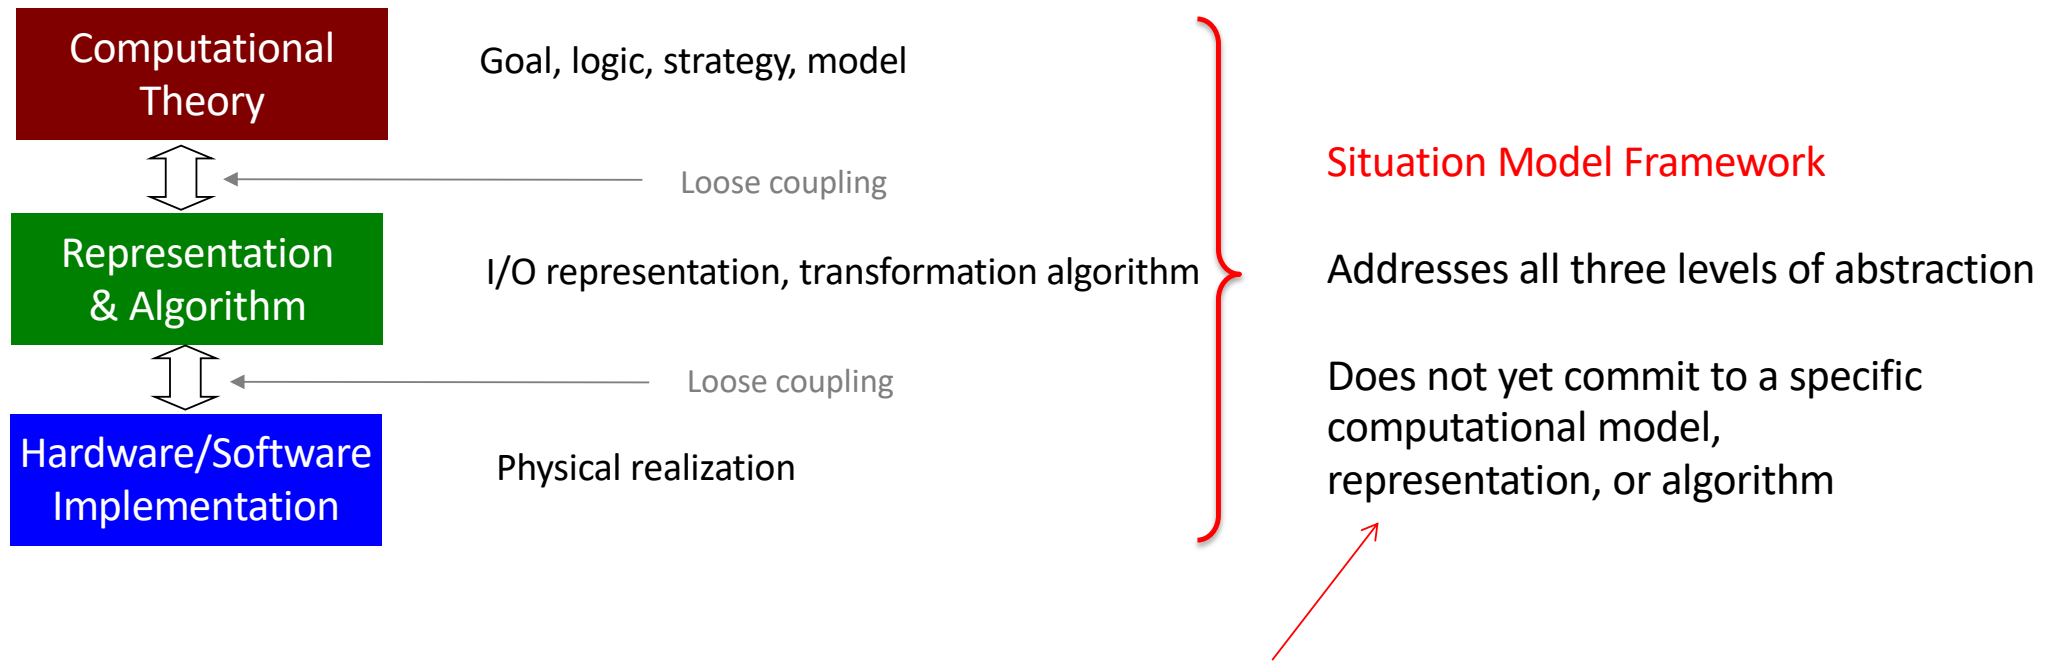 Computational
Theory
Goal, logic, strategy, model
Loose coupling
Representation
& Algorithm
I/O representation, transformation algorithm
Loose coupling
Hardware/Software
Implementation
Physical realization
Situation Model Framework
Addresses all three levels of abstraction
Does not yet commit to a specific
computational model,
representation, or algorithm